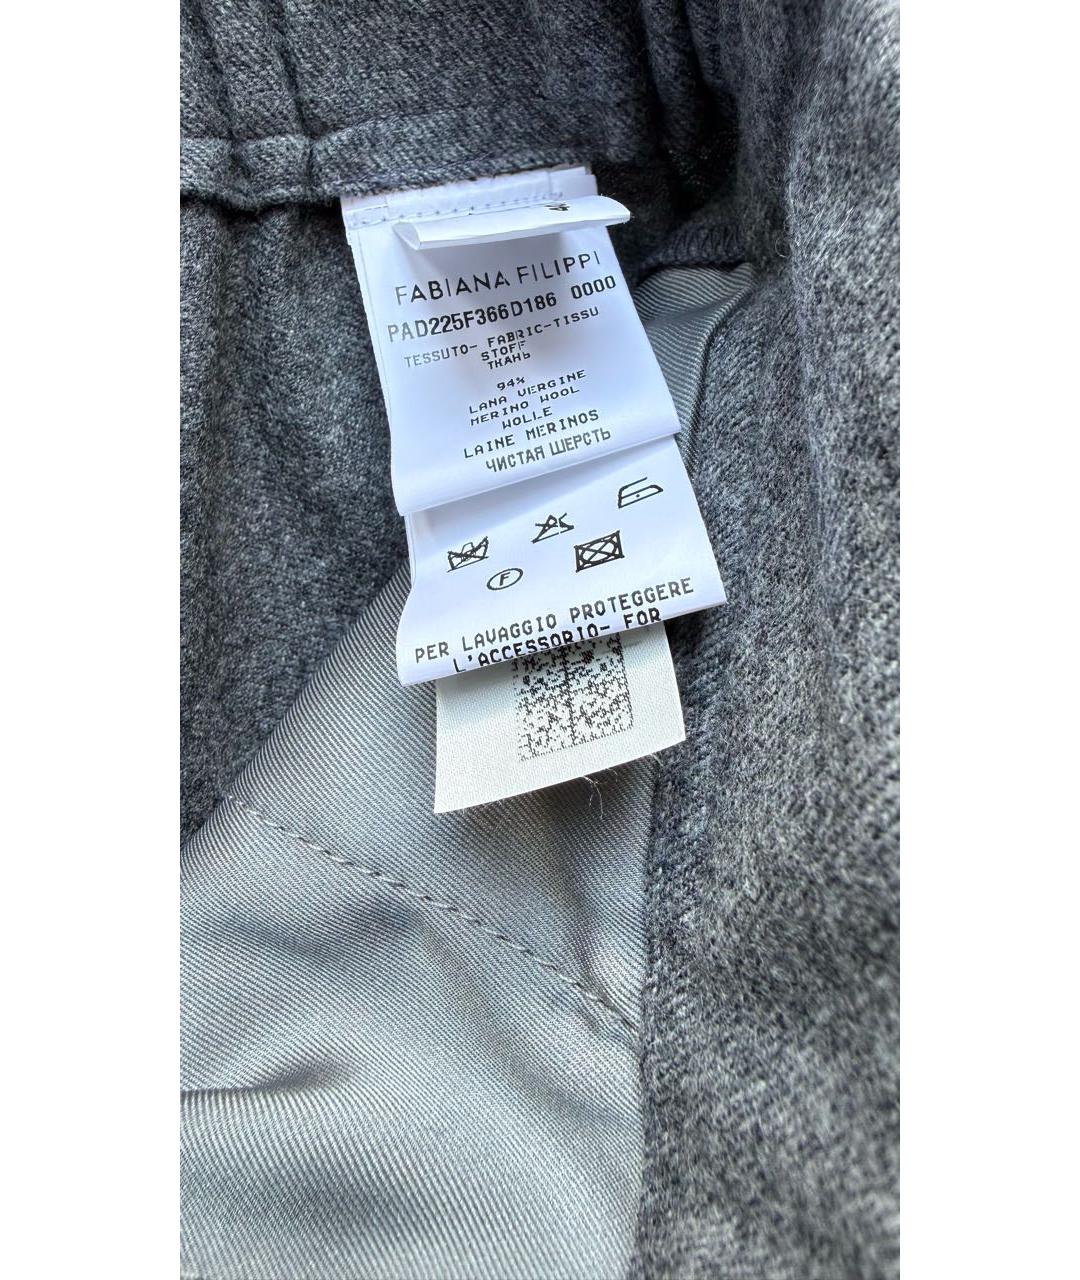 FABIANA FILIPPI
PAD225F366D186 0000
TESSUTO- FABRIC-TISSU
STOFF
ТКАНЬ
94%
LANA VERGINE
MERINO WOOL
WOLLE
LAINE MERINOS
ЧИСТАЯ ШЕРСТЬ
F
PER LAVAGGIO PROTEGGERE
L'ACCESSORIO- FOR